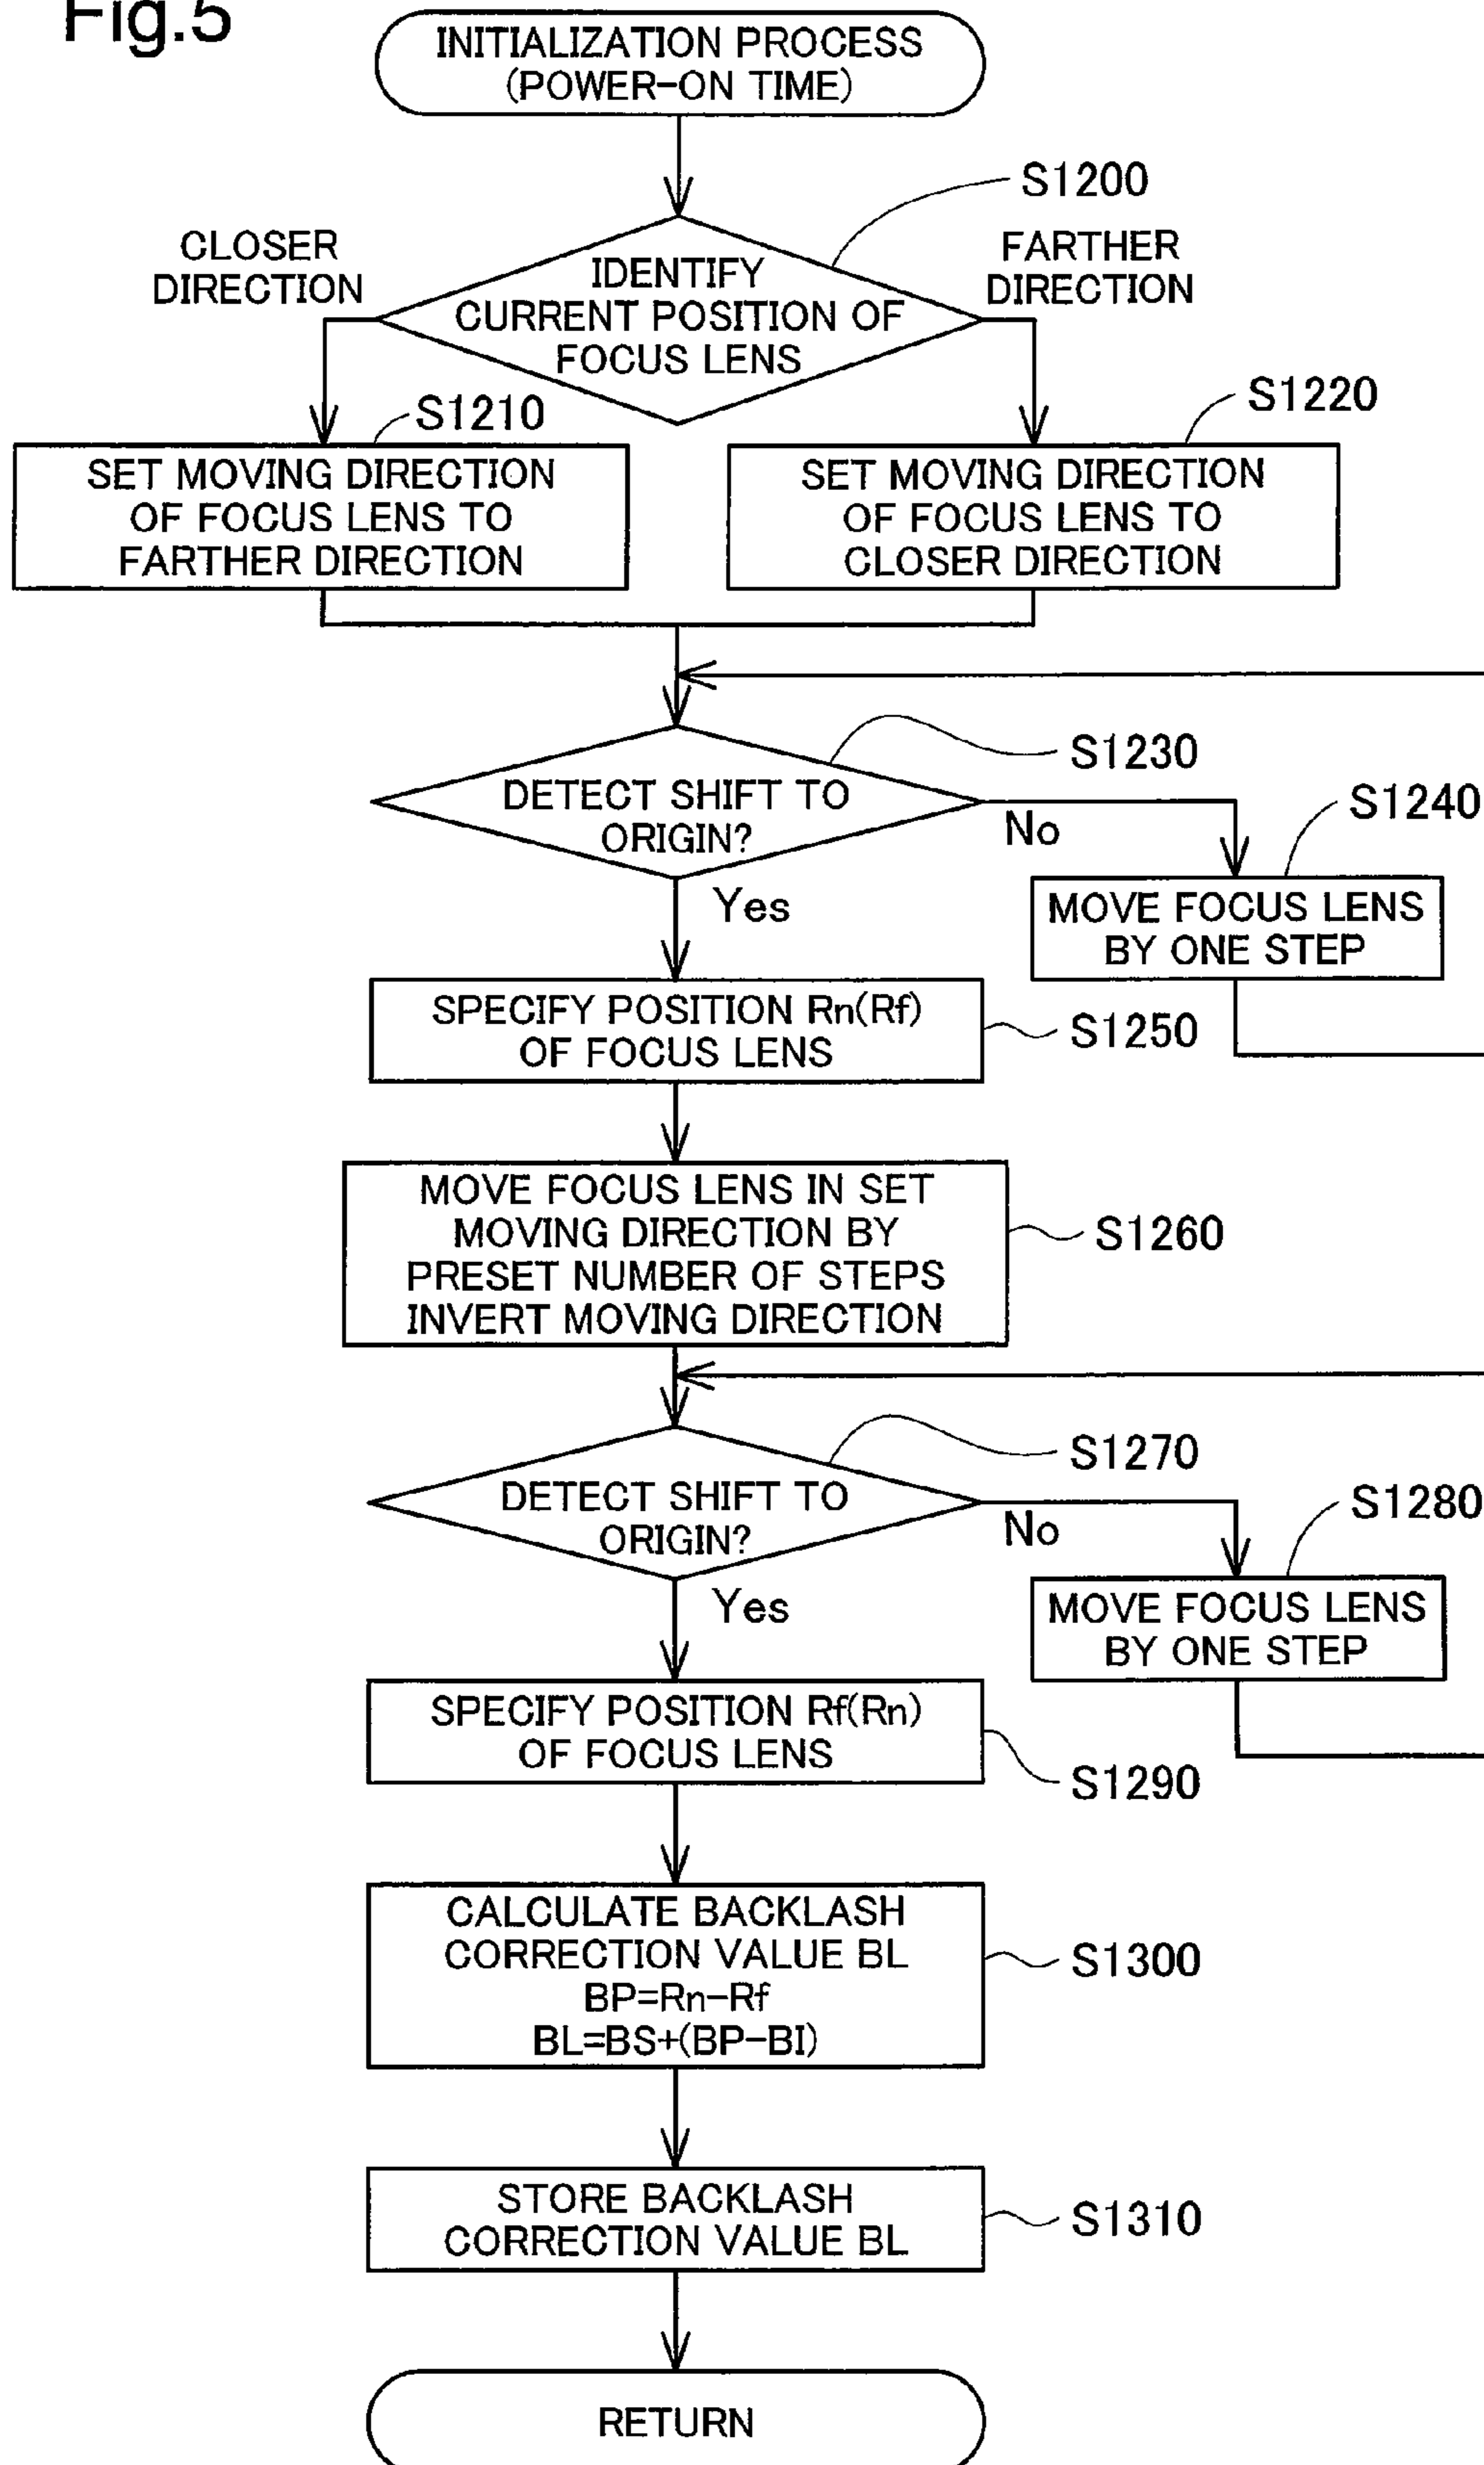 Fig.5
INITIALIZATION PROCESS
(POWER-ON TIME)
S1200
CLOSER
DIRECTION
FARTHER
DIRECTION
IDENTIFY
CURRENT POSITION OF
FOCUS LENS
S1210
S1220
SET MOVING DIRECTION
OF FOCUS LENS TO
FARTHER DIRECTION
SET MOVING DIRECTION
OF FOCUS LENS TO
CLOSER DIRECTION
S1230
DETECT SHIFT TO
ORIGIN?
No
S1240
Yes
MOVE FOCUS LENS
BY ONE STEP
SPECIFY POSITION Rn(Rf)
OF FOCUS LENS
S1250
MOVE FOCUS LENS IN SET
MOVING DIRECTION BY
PRESET NUMBER OF STEPS
INVERT MOVING DIRECTION
S1260
S1270
DETECT SHIFT TO
ORIGIN?
No
S1280
Yes
MOVE FOCUS LENS
BY ONE STEP
SPECIFY POSITION Rf(Rn)
OF FOCUS LENS
S1290
CALCULATE BACKLASH
CORRECTION VALUE BL
BP=Rn-Rf
BL=BS+(BP-BI)
S1300
STORE BACKLASH
CORRECTION VALUE BL
S1310
RETURN